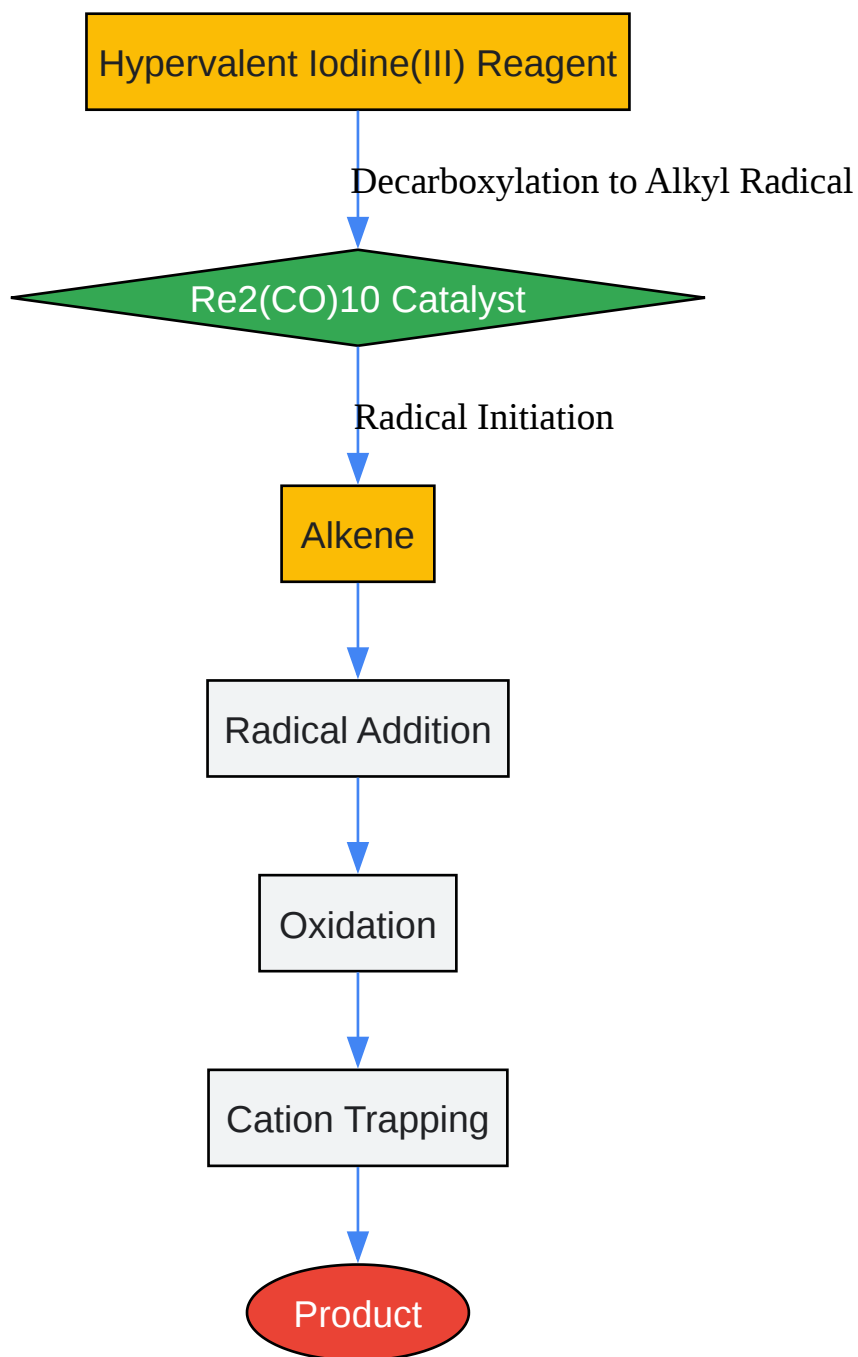 Hypervalent Iodine(III) Reagent
Decarboxylation to Alkyl Radical
Re2(CO)10 Catalyst
Radical Initiation
Alkene
Radical Addition
Oxidation
Cation Trapping
Product